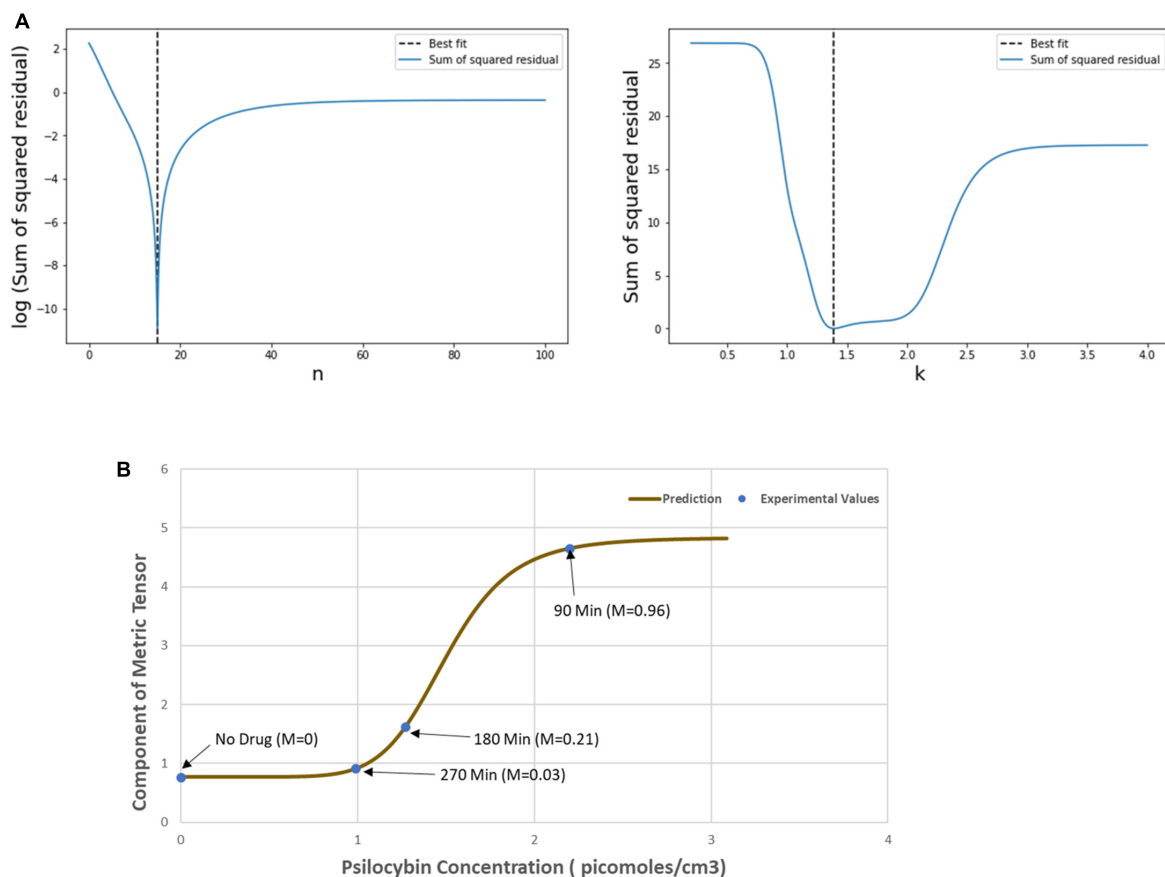 A
log (Sum of squared residual)
2
0
−2
−4
−6
−8
−10
Best fit
Sum of squared residual
0
20
40
60
80
100
n
Sum of squared residual
25
20
15
10
5
0
Best fit
Sum of squared residual
0.5
1.0
1.5
2.0
2.5
3.0
3.5
4.0
k
B
Component of Metric Tensor
6
5
4
3
2
1
0
Prediction
Experimental Values
90 Min (M=0.96)
No Drug (M=0)
180 Min (M=0.21)
270 Min (M=0.03)
0
1
2
3
4
Psilocybin Concentration ( picomoles/cm3)